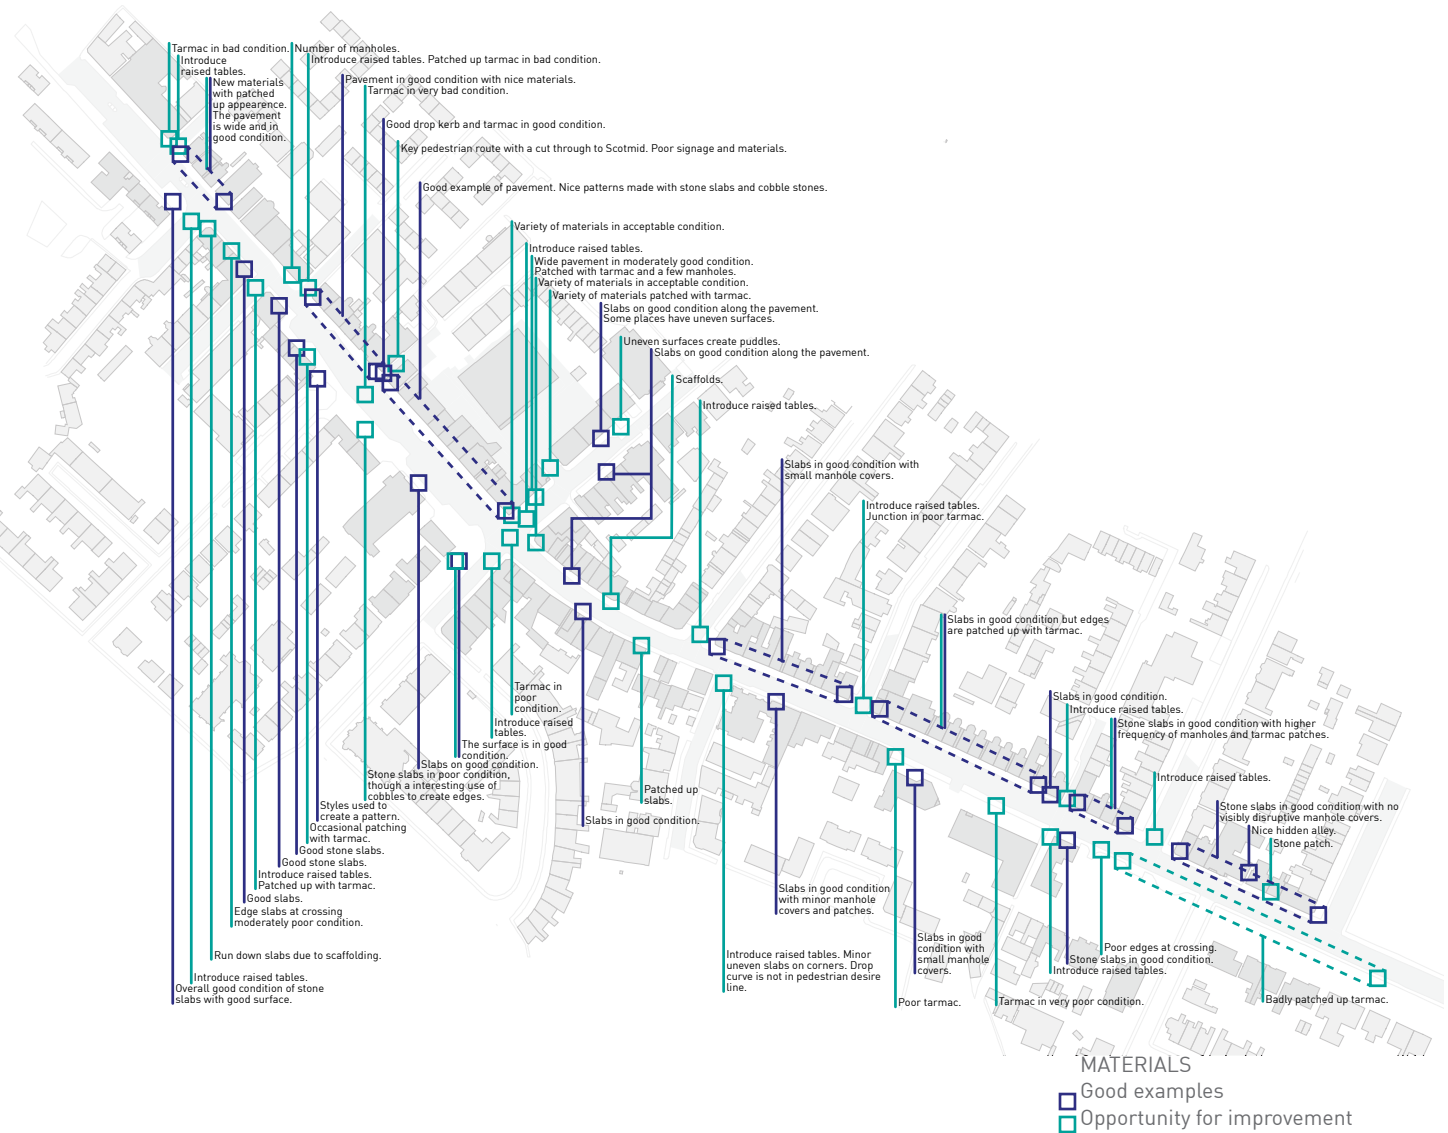 Tarmac in bad condition.
Number of manholes.
Introduce
raised tables.
Introduce raised tables. Patched up tarmac in bad condition.
New materials
with patched
up appearence.
The pavement
is wide and in
good condition.
Pavement in good condition with nice materials.
Tarmac in very bad condition.
Good drop kerb and tarmac in good condition.
Key pedestrian route with a cut through to Scotmid. Poor signage and materials.
Good example of pavement. Nice patterns made with stone slabs and cobble stones.
Variety of materials in acceptable condition.
Introduce raised tables.
Wide pavement in moderately good condition.
Patched with tarmac and a few manholes.
Variety of materials in acceptable condition.
Variety of materials patched with tarmac.
Slabs on good condition along the pavement.
Some places have uneven surfaces.
Uneven surfaces create puddles.
Slabs on good condition along the pavement.
Scaffolds.
Introduce raised tables.
Slabs in good condition with
small manhole covers.
Introduce raised tables.
Junction in poor tarmac.
Slabs in good condition but edges
are patched up with tarmac.
Slabs in good condition.
Introduce raised tables.
Stone slabs in good condition with higher
frequency of manholes and tarmac patches.
Introduce raised tables.
Stone slabs in good condition with no
visibly disruptive manhole covers.
Nice hidden alley.
Stone patch.
Tarmac in
poor
condition.
Introduce raised
tables.
The surface is in good
condition.
Slabs on good condition.
Stone slabs in poor condition,
though a interesting use of
cobbles to create edges.
Styles used to
create a pattern.
Occasional patching
with tarmac.
Good stone slabs.
Good stone slabs.
Introduce raised tables.
Patched up with tarmac.
Good slabs.
Edge slabs at crossing
moderately poor condition.
Run down slabs due to scaffolding.
Introduce raised tables.
Overall good condition of stone
slabs with good surface.
Patched up
slabs.
Slabs in good condition.
Slabs in good condition
with minor manhole
covers and patches.
Introduce raised tables. Minor
uneven slabs on corners. Drop
curve is not in pedestrian desire
line.
Slabs in good
condition with
small manhole
covers.
Poor tarmac.
Tarmac in very poor condition.
Poor edges at crossing.
Stone slabs in good condition.
Introduce raised tables.
Badly patched up tarmac.
MATERIALS
Good examples
Opportunity for improvement